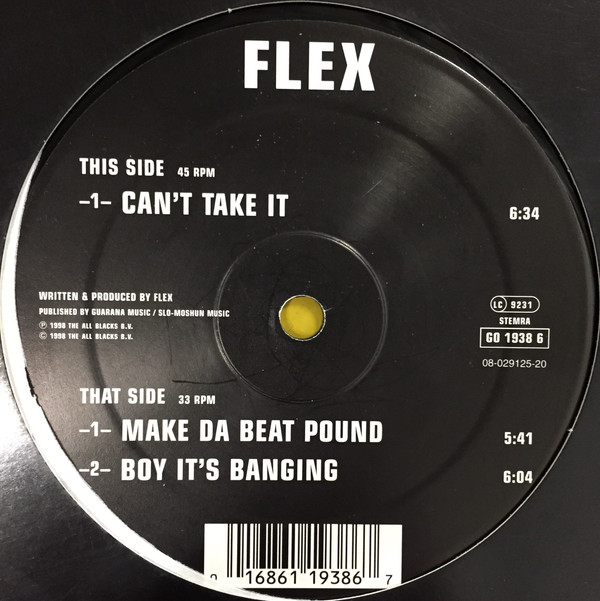 FLEX
THIS SIDE 45 RPM
–1– CAN'T TAKE IT 6:34
WRITTEN & PRODUCED BY FLEX
PUBLISHED BY GUARANA MUSIC / SLO-MOSHUN MUSIC
℗ 1998 THE ALL BLACKS B.V.
© 1998 THE ALL BLACKS B.V.
LC 9231
STEMRA
GO 1938 6
08-029125-20
THAT SIDE 33 RPM
–1– MAKE DA BEAT POUND 5:41
–2– BOY IT'S BANGING 6:04
16861 19386 7